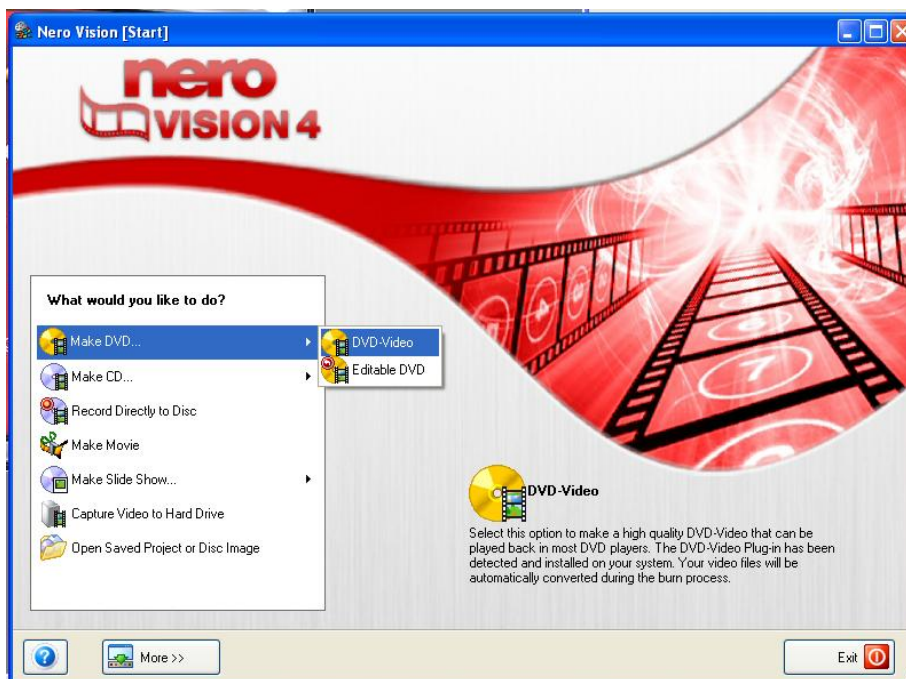 Nero Vision [Start]
nero
VISION 4
What would you like to do?
Make DVD...
DVD-Video
Editable DVD
Make CD...
Record Directly to Disc
Make Movie
Make Slide Show...
Capture Video to Hard Drive
Open Saved Project or Disc Image
DVD-Video
Select this option to make a high quality DVD-Video that can be
played back in most DVD players. The DVD-Video Plug-in has been
detected and installed on your system. Your video files will be
automatically converted during the burn process.
More >>
Exit